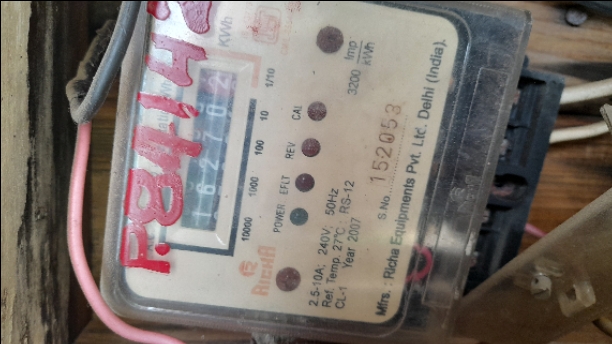 KWh
10000 1000 100 10 1/10
RICHA
POWER EFLT REV CAL
3200 Imp/kWh
2.5-10A; 240V; 50Hz
Ref. Temp. 27°C RS-12
CL-1 Year 2007
S.No. 152053
Mfrs. : Richa Equipments Pvt. Ltd. Delhi (India).